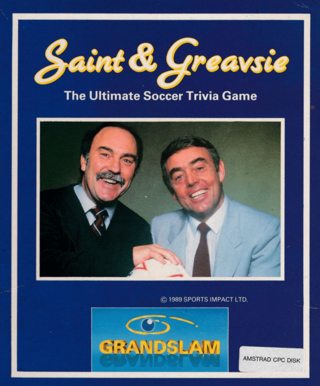 Saint & Greavsie
The Ultimate Soccer Trivia Game
© 1989 SPORTS IMPACT LTD.
GRANDSLAM
AMSTRAD CPC DISK